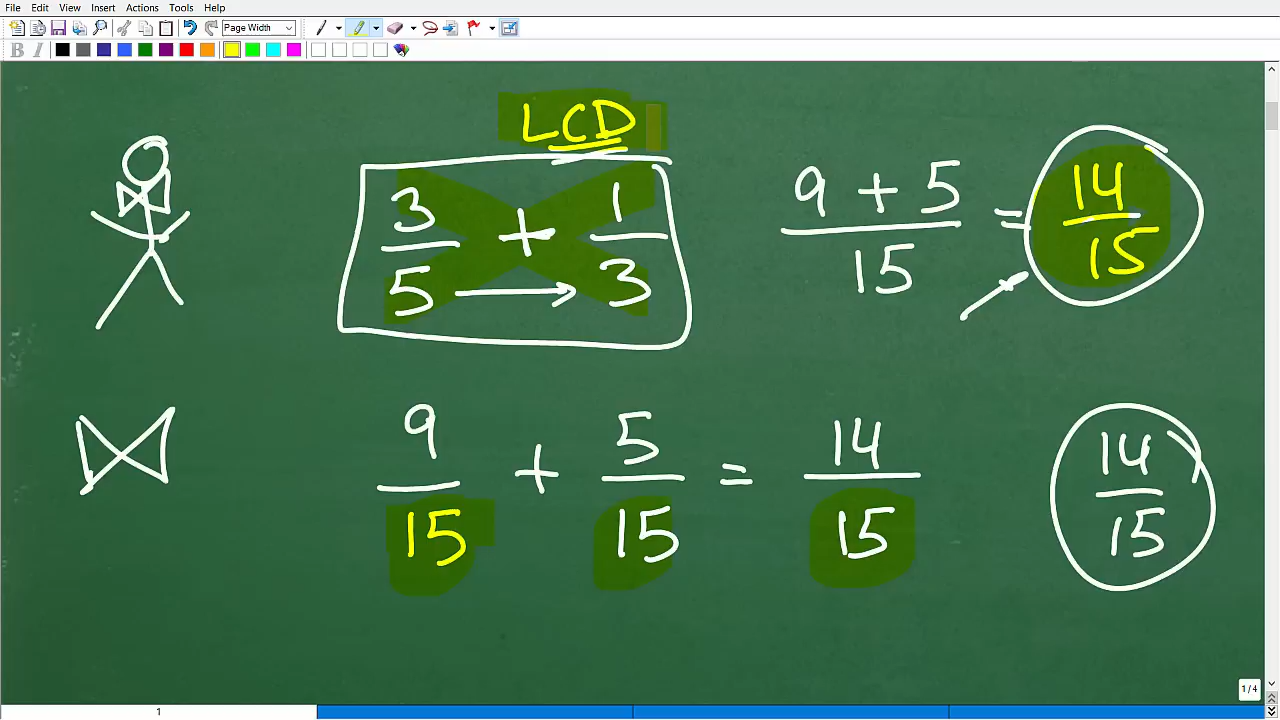 File Edit View Insert Actions Tools Help
Page Width
B I
LCD
3/5 + 1/3
9 + 5/15 = 14/15
9/15 + 5/15 = 14/15
14/15
1/4
1